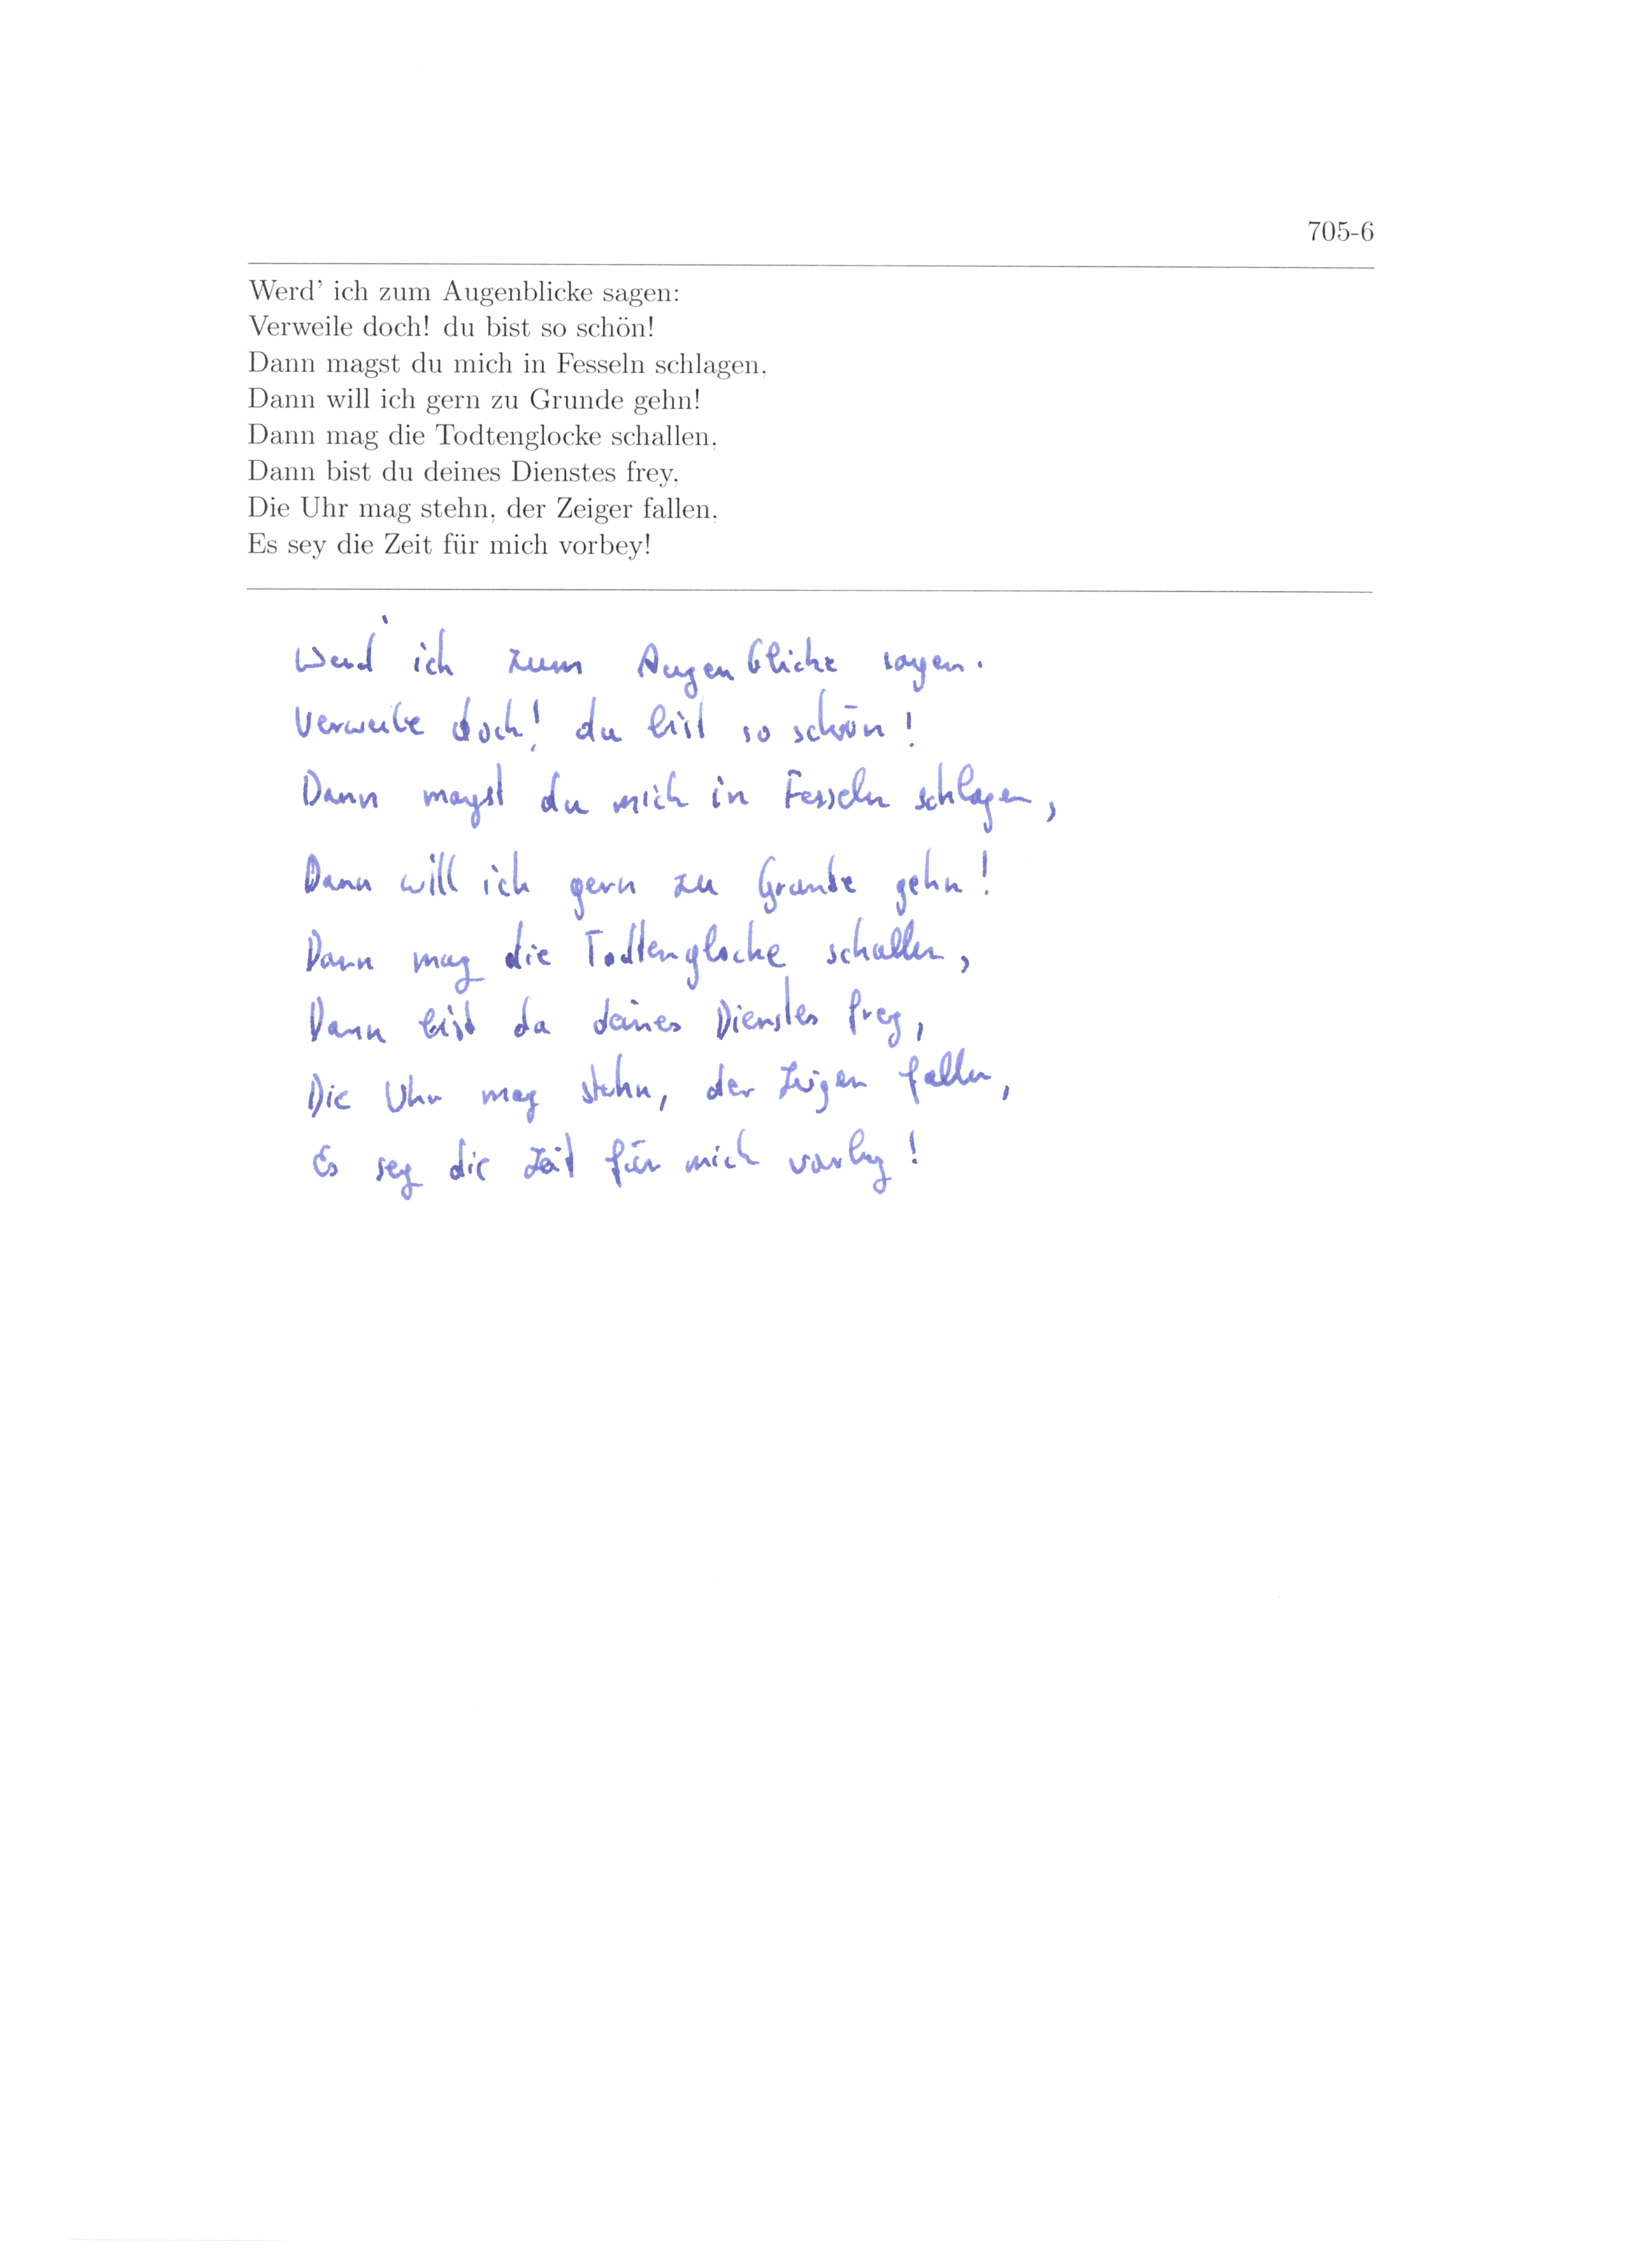 705-6
Werd' ich zum Augenblicke sagen:
Verweile doch! du bist so schön!
Dann magst du mich in Fesseln schlagen,
Dann will ich gern zu Grunde gehn!
Dann mag die Todtenglocke schallen,
Dann bist du deines Dienstes frey,
Die Uhr mag stehn, der Zeiger fallen,
Es sey die Zeit für mich vorbey!
Werd' ich zum Augenblicke sagen.
Verweile doch! du bist so schön!
Dann magst du mich in Fesseln schlagen,
Dann will ich gern zu Grunde gehn!
Dann mag die Todtenglocke schallen,
Dann bist da deines Dienstes frey,
Die Uhr mag stehn, der Zeigen fallen,
Es sey die Zeit für mich vorbey!